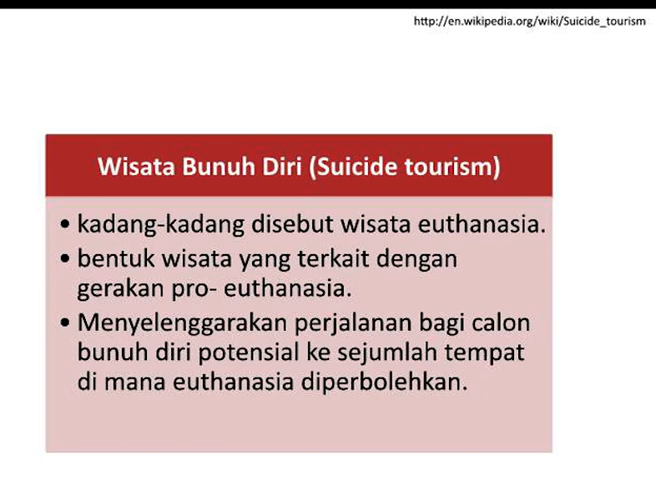 http://en.wikipedia.org/wiki/Suicide_tourism
Wisata Bunuh Diri (Suicide tourism)
• kadang-kadang disebut wisata euthanasia.
• bentuk wisata yang terkait dengan
gerakan pro- euthanasia.
• Menyelenggarakan perjalanan bagi calon
bunuh diri potensial ke sejumlah tempat
di mana euthanasia diperbolehkan.